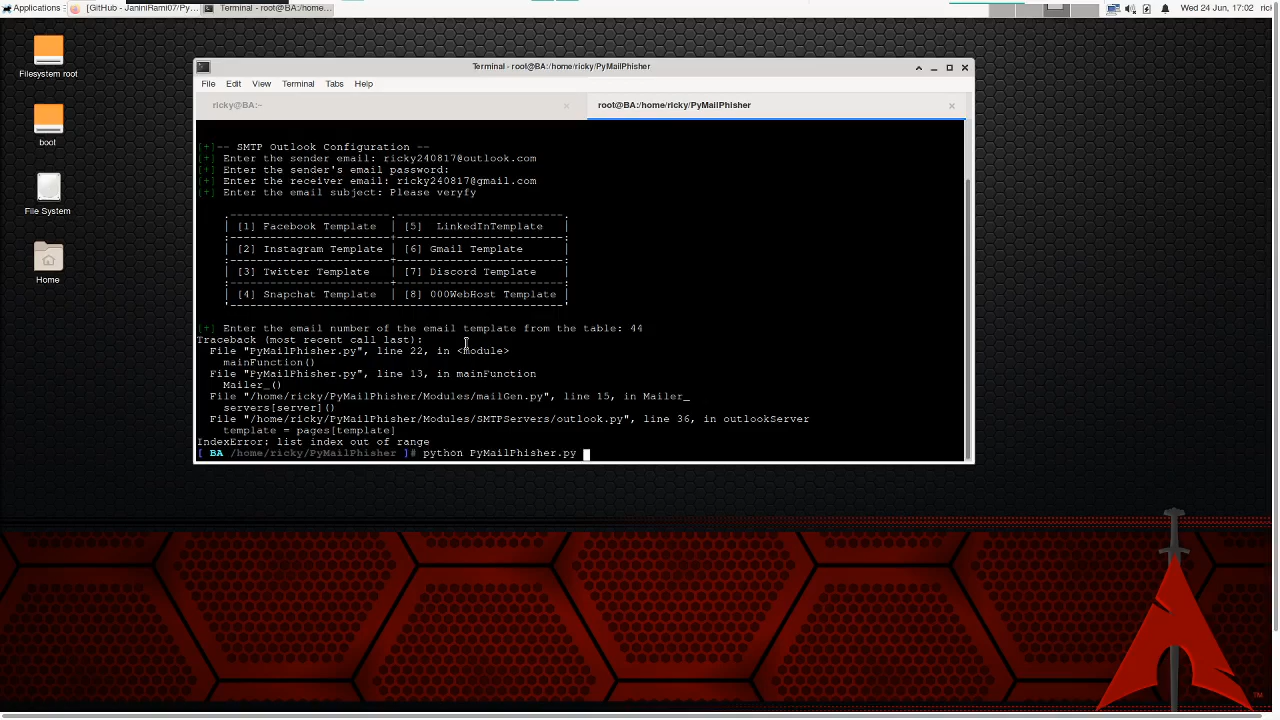 Applications
[GitHub - JaniniRami07/Py...
Terminal - root@BA:/home...
Wed 24 Jun, 17:02
Filesystem root
boot
File System
Home
Terminal - root@BA:/home/ricky/PyMailPhisher
File Edit View Terminal Tabs Help
ricky@BA:~
root@BA:/home/ricky/PyMailPhisher
[+]-- SMTP Outlook Configuration --
[+] Enter the sender email: ricky240817@outlook.com
[+] Enter the sender's email password:
[+] Enter the receiver email: ricky240817@gmail.com
[+] Enter the email subject: Please veryfy
[1] Facebook Template | [5] LinkedInTemplate
[2] Instagram Template | [6] Gmail Template
[3] Twitter Template | [7] Discord Template
[4] Snapchat Template | [8] 000WebHost Template
[+] Enter the email number of the email template from the table: 44
Traceback (most recent call last):
File "PyMailPhisher.py", line 22, in <module>
mainFunction()
File "PyMailPhisher.py", line 13, in mainFunction
Mailer_()
File "/home/ricky/PyMailPhisher/Modules/mailGen.py", line 15, in Mailer_
servers[server]()
File "/home/ricky/PyMailPhisher/Modules/SMTPServers/outlook.py", line 36, in outlookServer
template = pages[template]
IndexError: list index out of range
[ BA /home/ricky/PyMailPhisher ]# python PyMailPhisher.py
TM